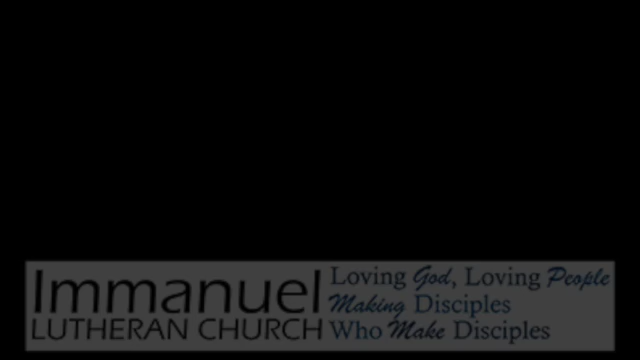 Immanuel
LUTHERAN CHURCH
Loving God, Loving People
Making Disciples
Who Make Disciples